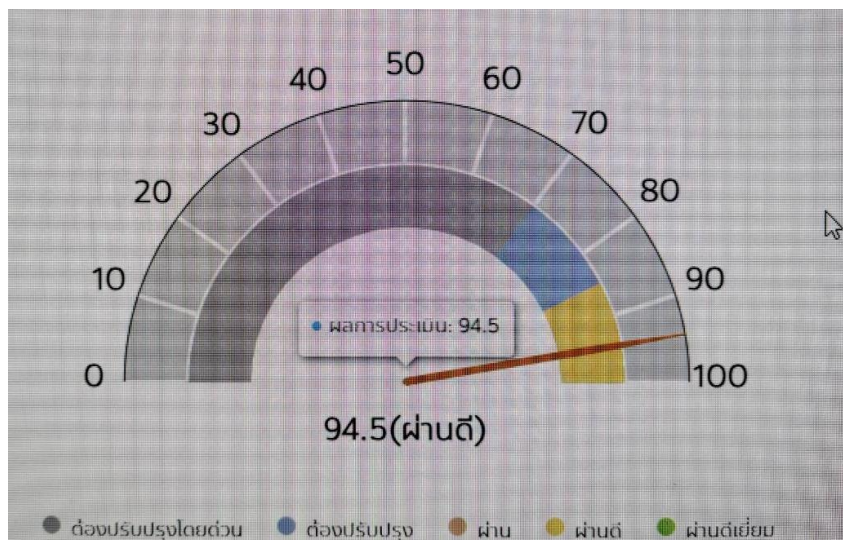 50
40
60
30
70
20
80
10
90
ผลการประเมิน: 94.5
0
100
94.5(ผ่านดี)
ต้องปรับปรุงโดยด่วน
ต้องปรับปรุง
ผ่าน
ผ่านดี
ผ่านดีเยี่ยม